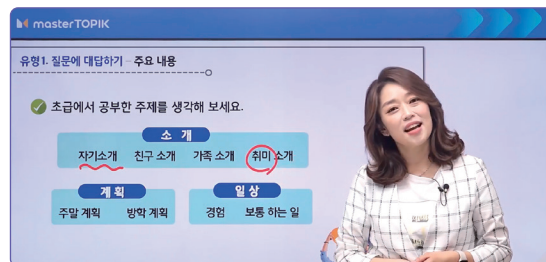 masterTOPIK
유형1. 질문에 대답하기 - 주요 내용
초급에서 공부한 주제를 생각해 보세요.
소 개
자기소개 친구 소개 가족 소개 취미 소개
계 획
주말 계획 방학 계획
일 상
경험 보통 하는 일